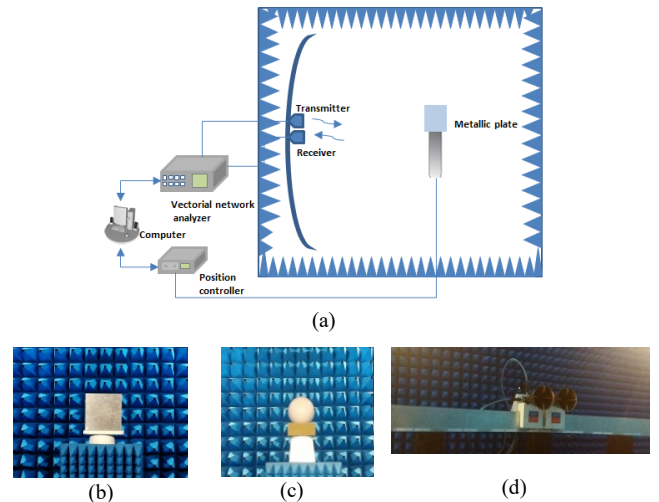 Transmitter
Receiver
Metallic plate
Vectorial network
analyzer
Computer
Position
controller
(a)
(b)
(c)
(d)